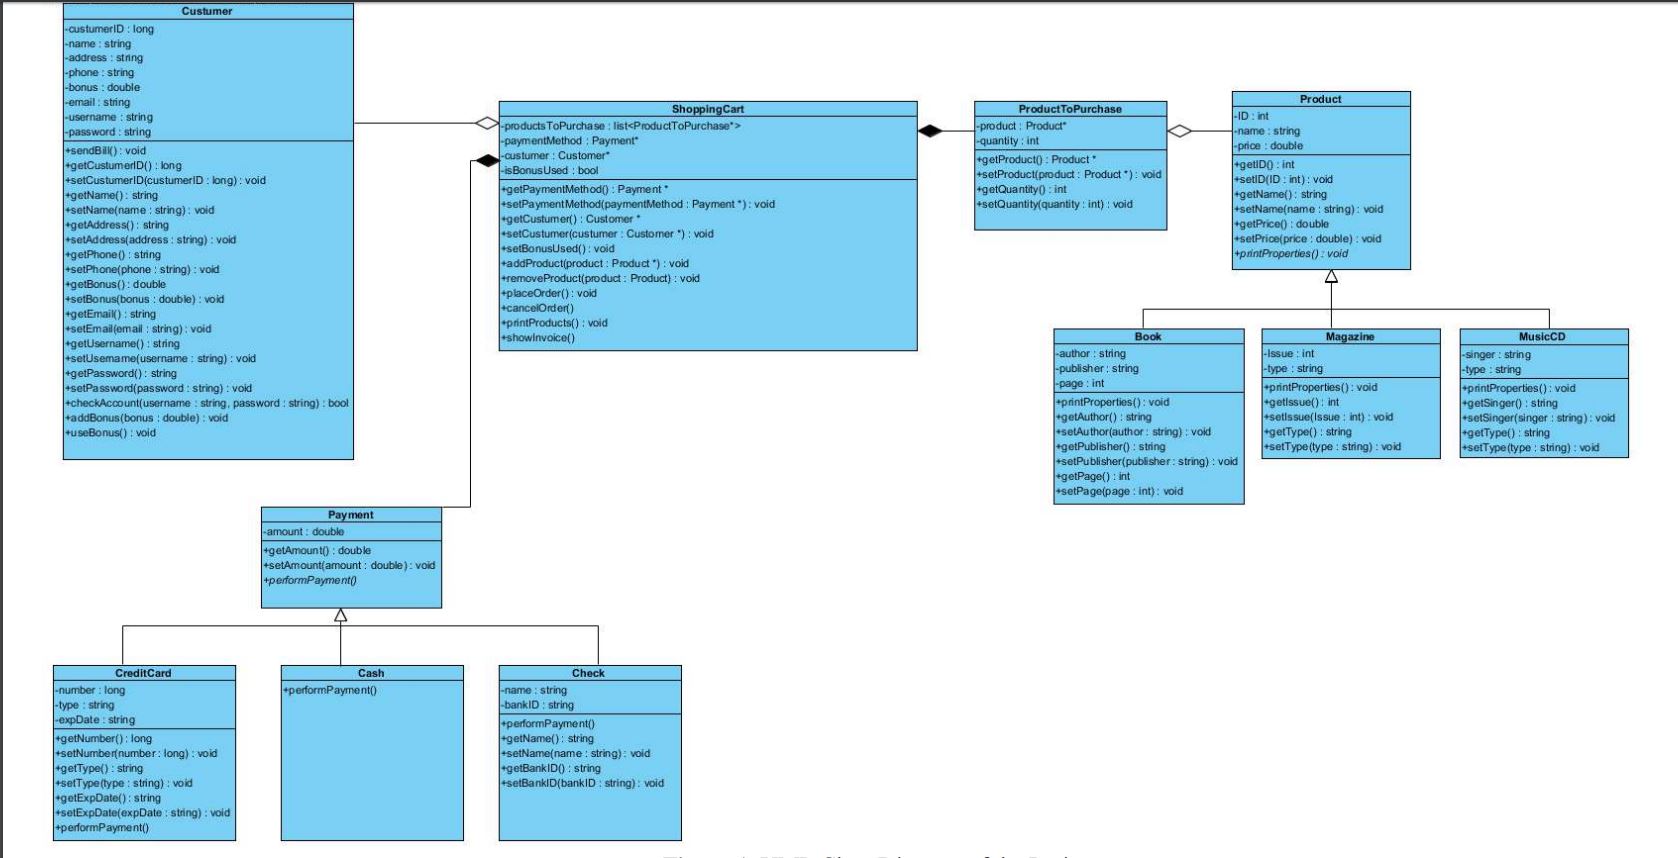 Custumer
-custumerID : long
-name : string
-address : string
-phone : string
-bonus : double
-email : string
-username : string
-password : string
+sendBill() : void
+getCustumerID() : long
+setCustumerID(custumerID : long) : void
+getName() : string
+setName(name : string) : void
+getAddress() : string
+setAddress(address : string) : void
+getPhone() : string
+setPhone(phone : string) : void
+getBonus() : double
+setBonus(bonus : double) : void
+getEmail() : string
+setEmail(email : string) : void
+getUsername() : string
+setUsername(username : string) : void
+getPassword() : string
+setPassword(password : string) : void
+checkAccount(username : string, password : string) : bool
+addBonus(bonus : double) : void
+useBonus() : void
ShoppingCart
-productsToPurchase : list<ProductToPurchase*>
-paymentMethod : Payment*
-custumer : Customer*
-isBonusUsed : bool
+getPaymentMethod() : Payment *
+setPaymentMethod(paymentMethod : Payment *) : void
+getCustumer() : Customer *
+setCustumer(custumer : Customer *) : void
+setBonusUsed() : void
+addProduct(product : Product *) : void
+removeProduct(product : Product) : void
+placeOrder() : void
+cancelOrder()
+printProducts() : void
+showInvoice()
ProductToPurchase
-product : Product*
-quantity : int
+getProduct() : Product *
+setProduct(product : Product *) : void
+getQuantity() : int
+setQuantity(quantity : int) : void
Product
-ID : int
-name : string
-price : double
+getID() : int
+setID(ID : int) : void
+getName() : string
+setName(name : string) : void
+getPrice() : double
+setPrice(price : double) : void
+printProperties() : void
Book
-author : string
-publisher : string
-page : int
+printProperties() : void
+getAuthor() : string
+setAuthor(author : string) : void
+getPublisher() : string
+setPublisher(publisher : string) : void
+getPage() : int
+setPage(page : int) : void
Magazine
-Issue : int
-type : string
+printProperties() : void
+getIssue() : int
+setIssue(Issue : int) : void
+getType() : string
+setType(type : string) : void
MusicCD
-singer : string
-type : string
+printProperties() : void
+getSinger() : string
+setSinger(singer : string) : void
+getType() : string
+setType(type : string) : void
Payment
-amount : double
+getAmount() : double
+setAmount(amount : double) : void
+performPayment()
CreditCard
-number : long
-type : string
-expDate : string
+getNumber() : long
+setNumber(number : long) : void
+getType() : string
+setType(type : string) : void
+getExpDate() : string
+setExpDate(expDate : string) : void
+performPayment()
Cash
+performPayment()
Check
-name : string
-bankID : string
+performPayment()
+getName() : string
+setName(name : string) : void
+getBankID() : string
+setBankID(bankID : string) : void